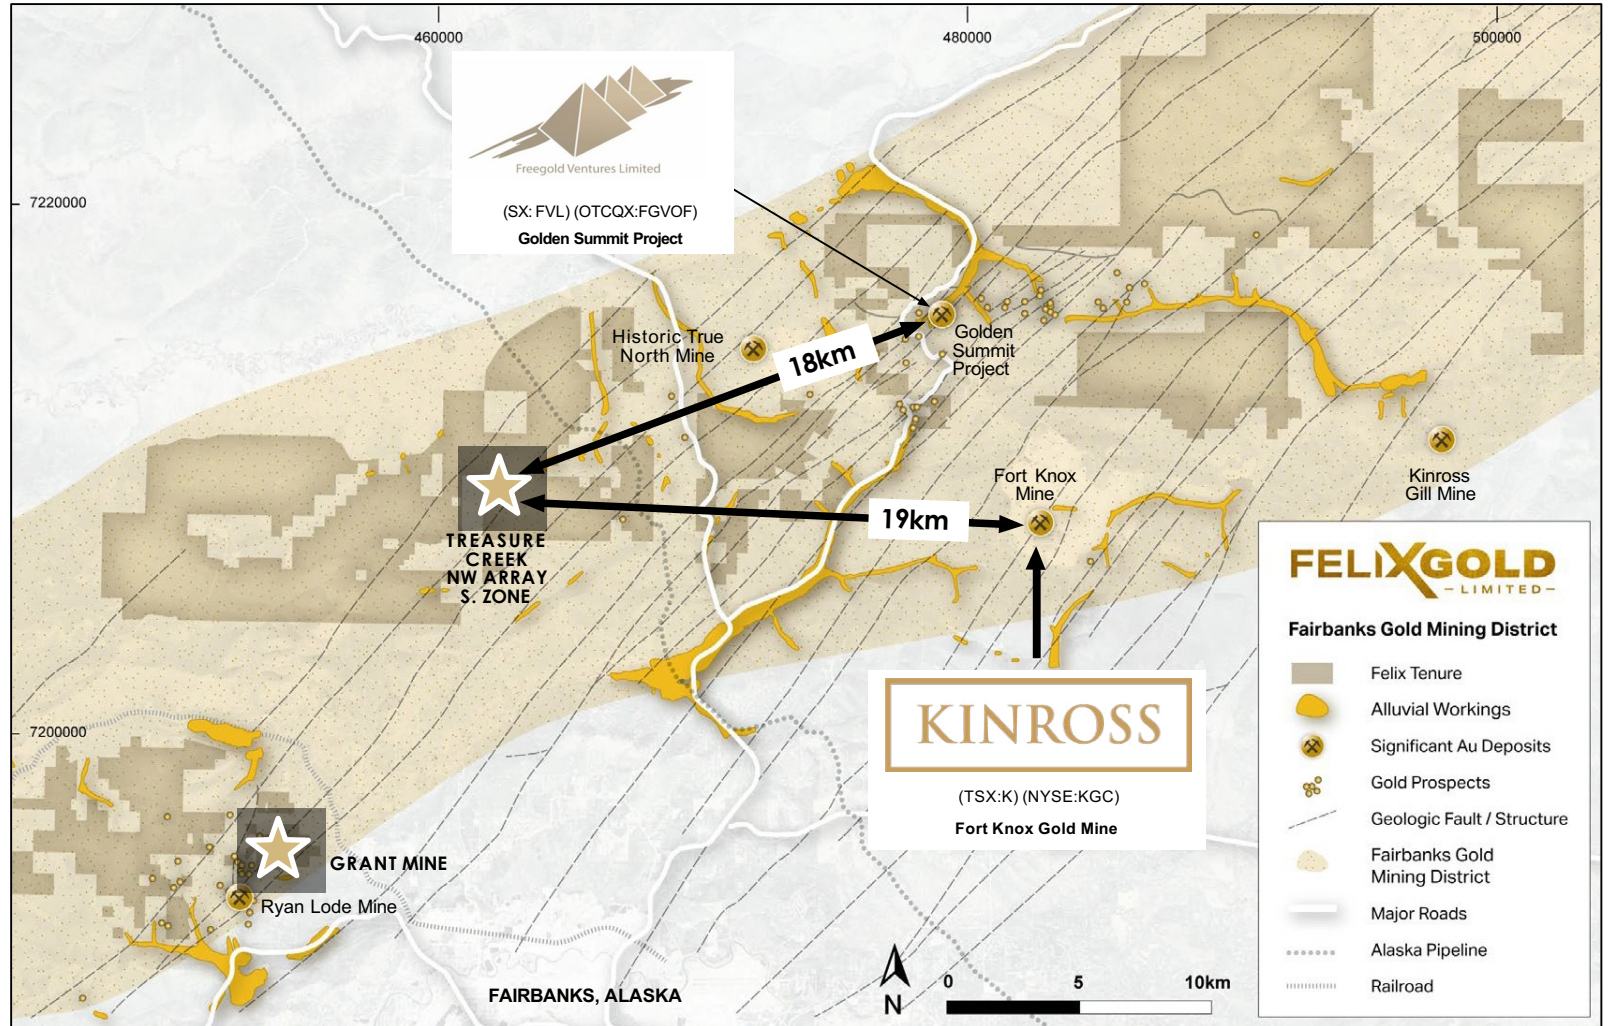 460000
480000
500000
7220000
7200000
Freegold Ventures Limited
(SX: FVL) (OTCQX:FGVOF)
Golden Summit Project
Historic True
North Mine
18km
Golden
Summit
Project
TREASURE
CREEK
NW ARRAY
S. ZONE
19km
Fort Knox
Mine
Kinross
Gill Mine
KINROSS
(TSX:K) (NYSE:KGC)
Fort Knox Gold Mine
GRANT MINE
Ryan Lode Mine
FAIRBANKS, ALASKA
N
0
5
10km
FELIXGOLD
–LIMITED–
Fairbanks Gold Mining District
Felix Tenure
Alluvial Workings
Significant Au Deposits
Gold Prospects
Geologic Fault / Structure
Fairbanks Gold
Mining District
Major Roads
Alaska Pipeline
Railroad